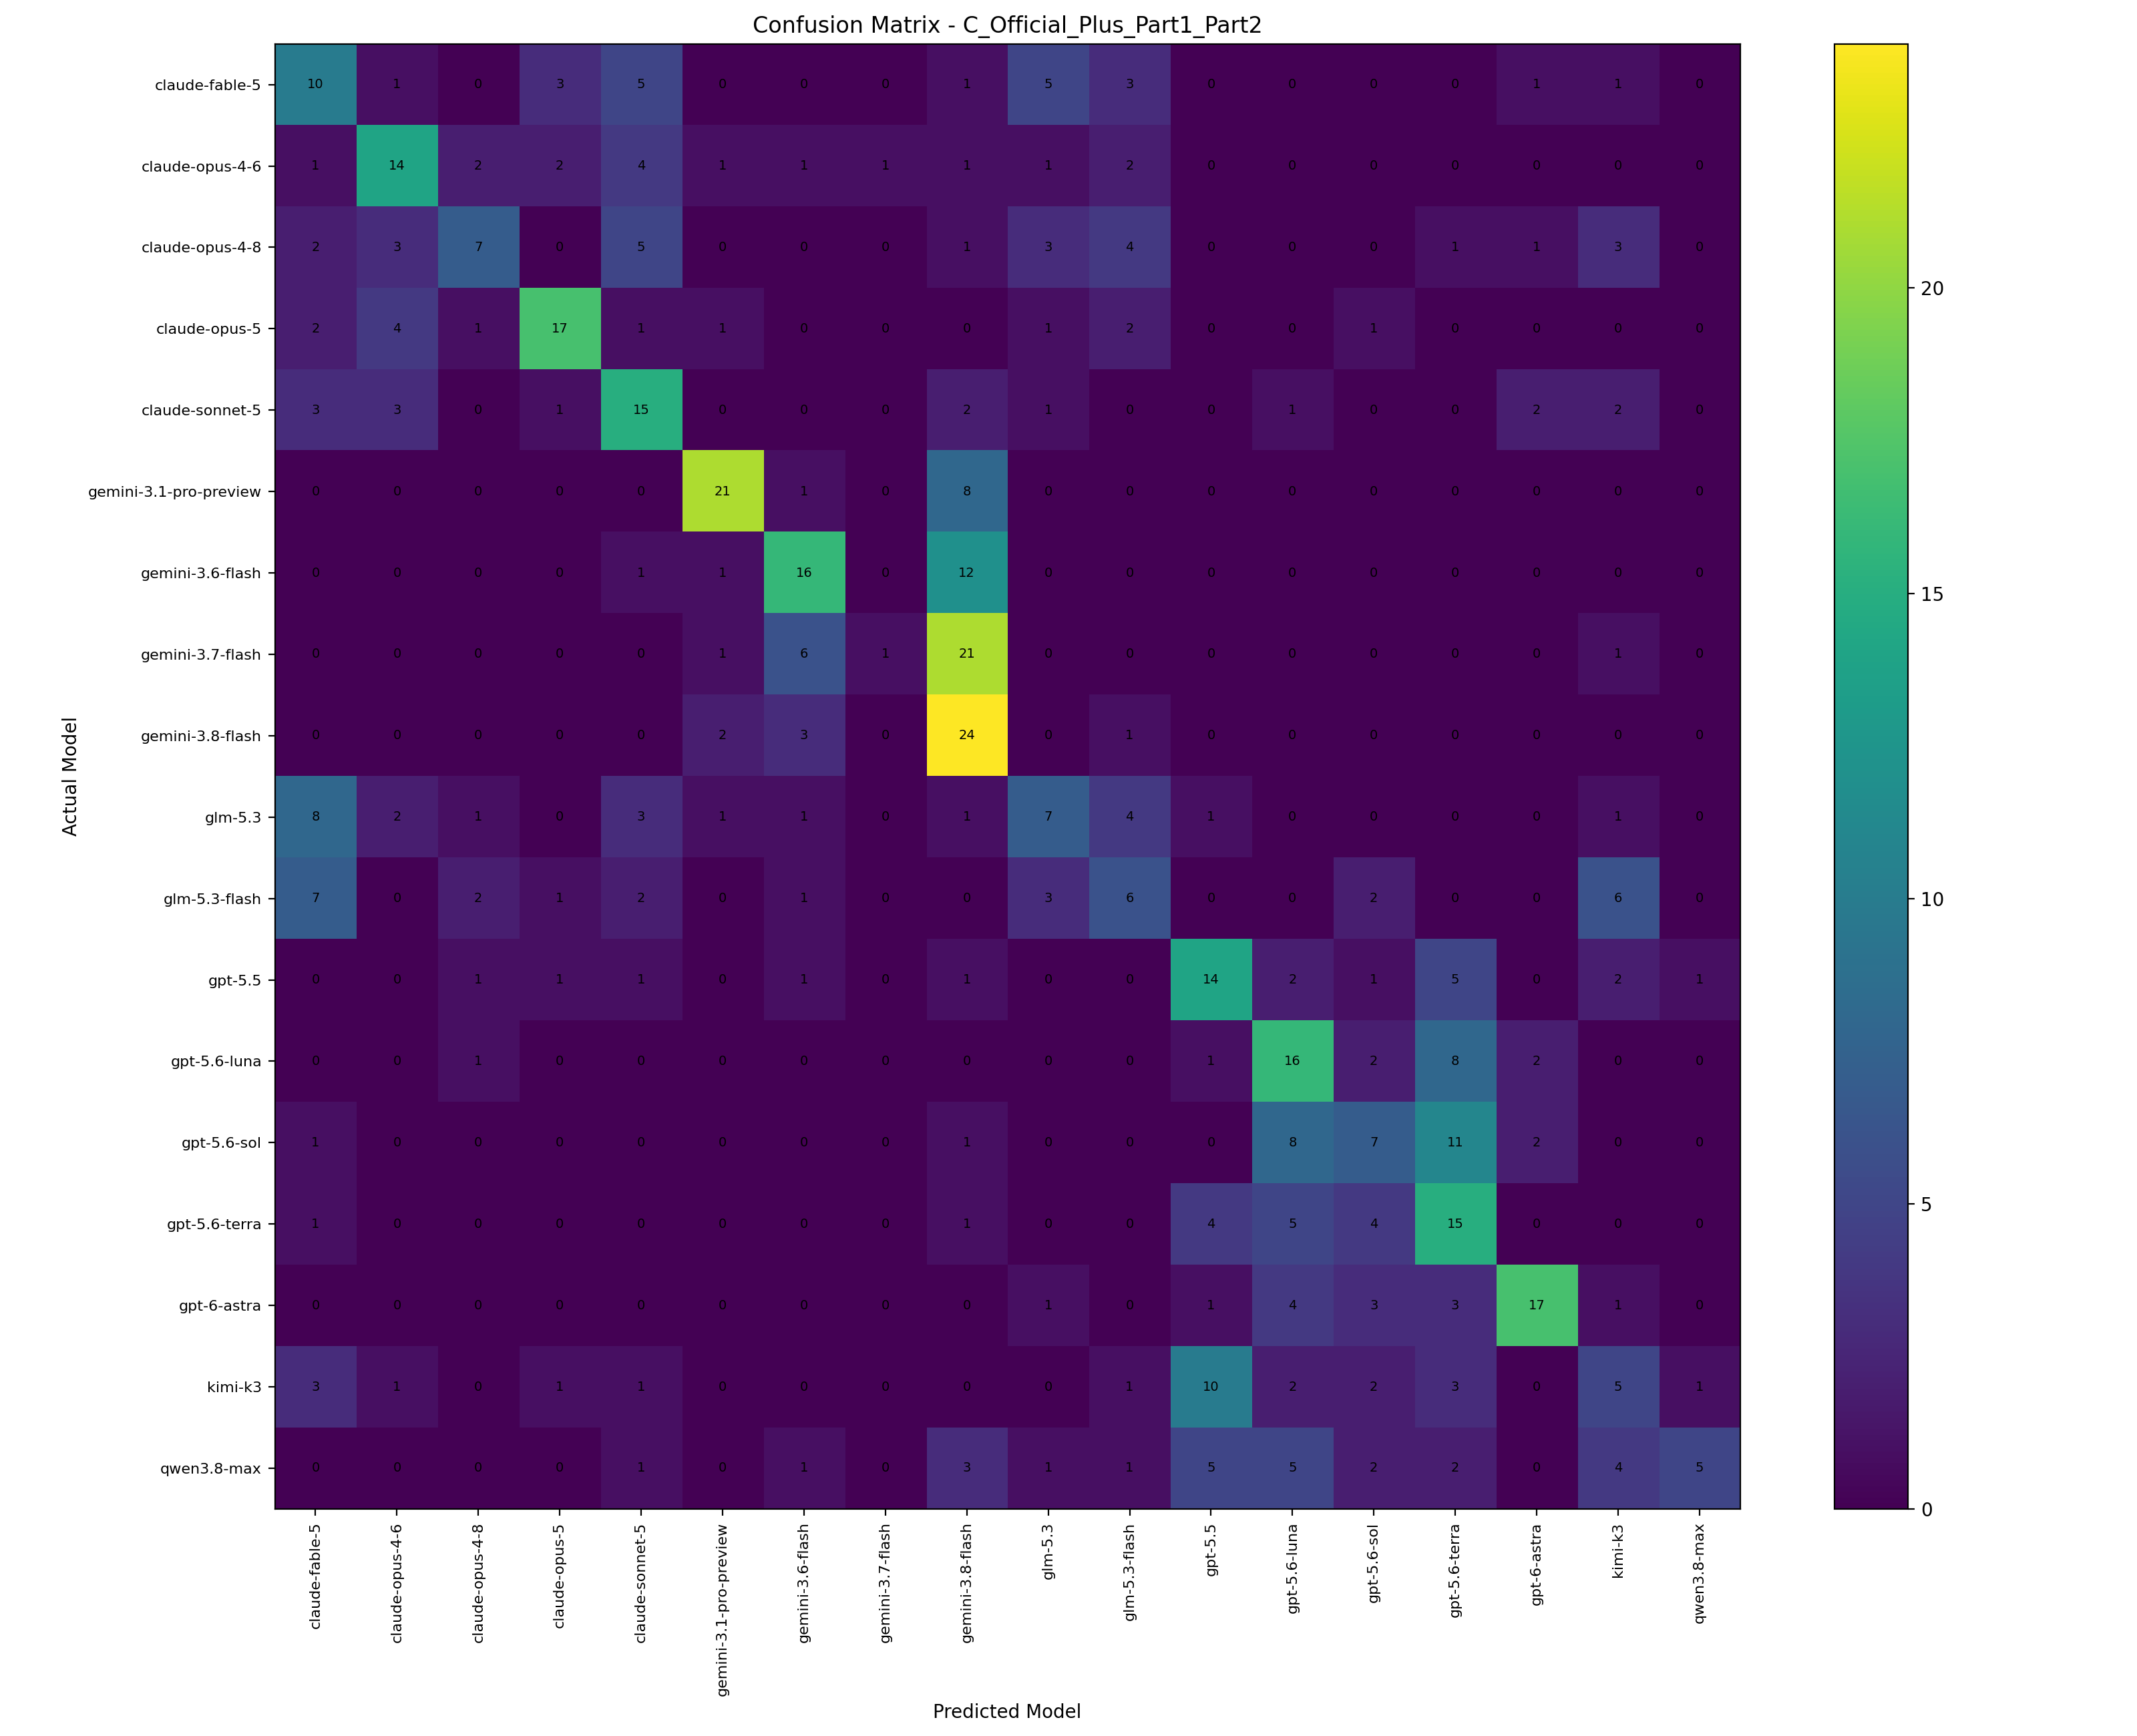 Confusion Matrix - C_Official_Plus_Part1_Part2
claude-fable-5 10 1 0 3 5 0 0 0 1 5 3 0 0 0 0 1 1 0
claude-opus-4-6 1 14 2 2 4 1 1 1 1 1 2 0 0 0 0 0 0 0
claude-opus-4-8 2 3 7 0 5 0 0 0 1 3 4 0 0 0 1 1 3 0
claude-opus-5 2 4 1 17 1 1 0 0 0 1 2 0 0 1 0 0 0 0
claude-sonnet-5 3 3 0 1 15 0 0 0 2 1 0 0 1 0 0 2 2 0
gemini-3.1-pro-preview 0 0 0 0 0 21 1 0 8 0 0 0 0 0 0 0 0 0
gemini-3.6-flash 0 0 0 0 1 1 16 0 12 0 0 0 0 0 0 0 0 0
gemini-3.7-flash 0 0 0 0 0 1 6 1 21 0 0 0 0 0 0 0 1 0
gemini-3.8-flash 0 0 0 0 0 2 3 0 24 0 1 0 0 0 0 0 0 0
glm-5.3 8 2 1 0 3 1 1 0 1 7 4 1 0 0 0 0 1 0
glm-5.3-flash 7 0 2 1 2 0 1 0 0 3 6 0 0 2 0 0 6 0
gpt-5.5 0 0 1 1 1 0 1 0 1 0 0 14 2 1 5 0 2 1
gpt-5.6-luna 0 0 1 0 0 0 0 0 0 0 0 1 16 2 8 2 0 0
gpt-5.6-sol 1 0 0 0 0 0 0 0 1 0 0 0 8 7 11 2 0 0
gpt-5.6-terra 1 0 0 0 0 0 0 0 1 0 0 4 5 4 15 0 0 0
gpt-6-astra 0 0 0 0 0 0 0 0 0 1 0 1 4 3 3 17 1 0
kimi-k3 3 1 0 1 1 0 0 0 0 0 1 10 2 2 3 0 5 1
qwen3.8-max 0 0 0 0 1 0 1 0 3 1 1 5 5 2 2 0 4 5
Actual Model
claude-fable-5
claude-opus-4-6
claude-opus-4-8
claude-opus-5
claude-sonnet-5
gemini-3.1-pro-preview
gemini-3.6-flash
gemini-3.7-flash
gemini-3.8-flash
glm-5.3
glm-5.3-flash
gpt-5.5
gpt-5.6-luna
gpt-5.6-sol
gpt-5.6-terra
gpt-6-astra
kimi-k3
qwen3.8-max
Predicted Model
20
15
10
5
0